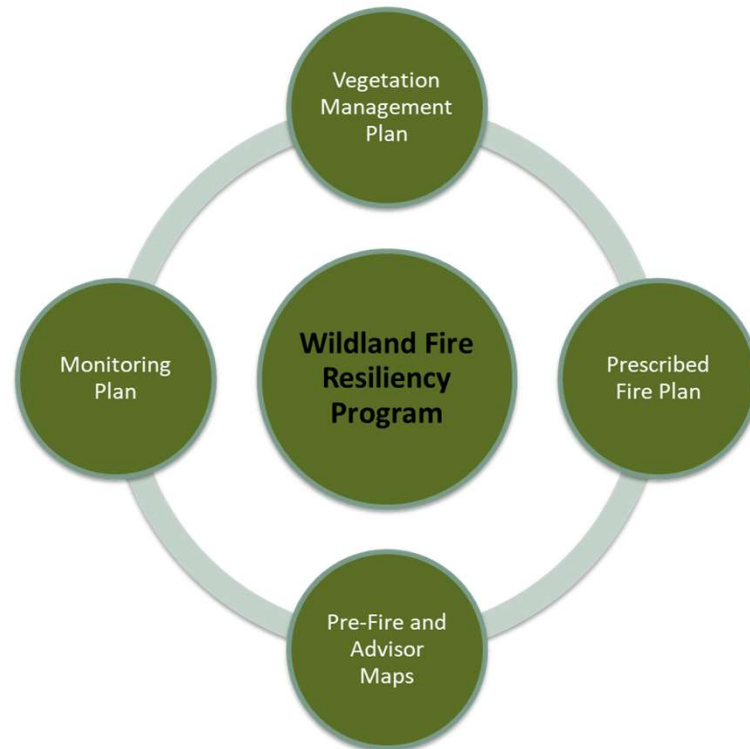 Vegetation
Management
Plan
Monitoring
Plan
Wildland Fire
Resiliency
Program
Prescribed
Fire Plan
Pre-Fire and
Advisor
Maps